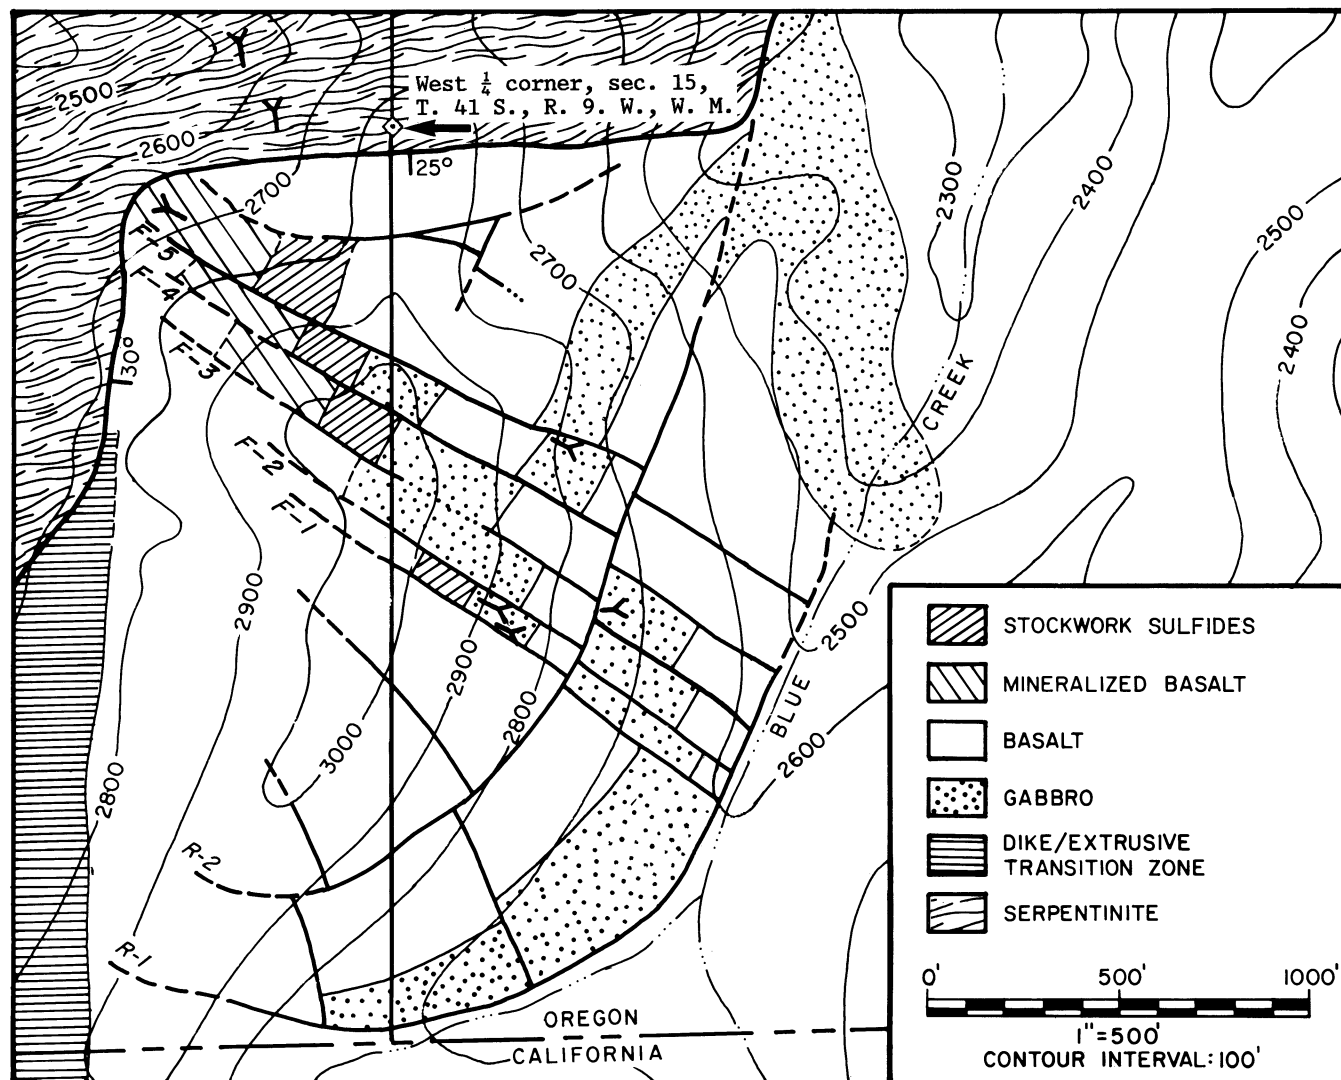 West ¼ corner, sec. 15,
T. 41 S., R. 9. W., W. M.
2500
2600
2700
25°
2300
2400
2500
2400
2700
F-5
F-4
F-3
30°
F-2
F-1
CREEK
2500
BLUE
2600
2900
2900
2800
3000
2800
R-2
R-1
OREGON
CALIFORNIA
STOCKWORK SULFIDES
MINERALIZED BASALT
BASALT
GABBRO
DIKE/EXTRUSIVE
TRANSITION ZONE
SERPENTINITE
0' 500' 1000'
1"=500'
CONTOUR INTERVAL:100'